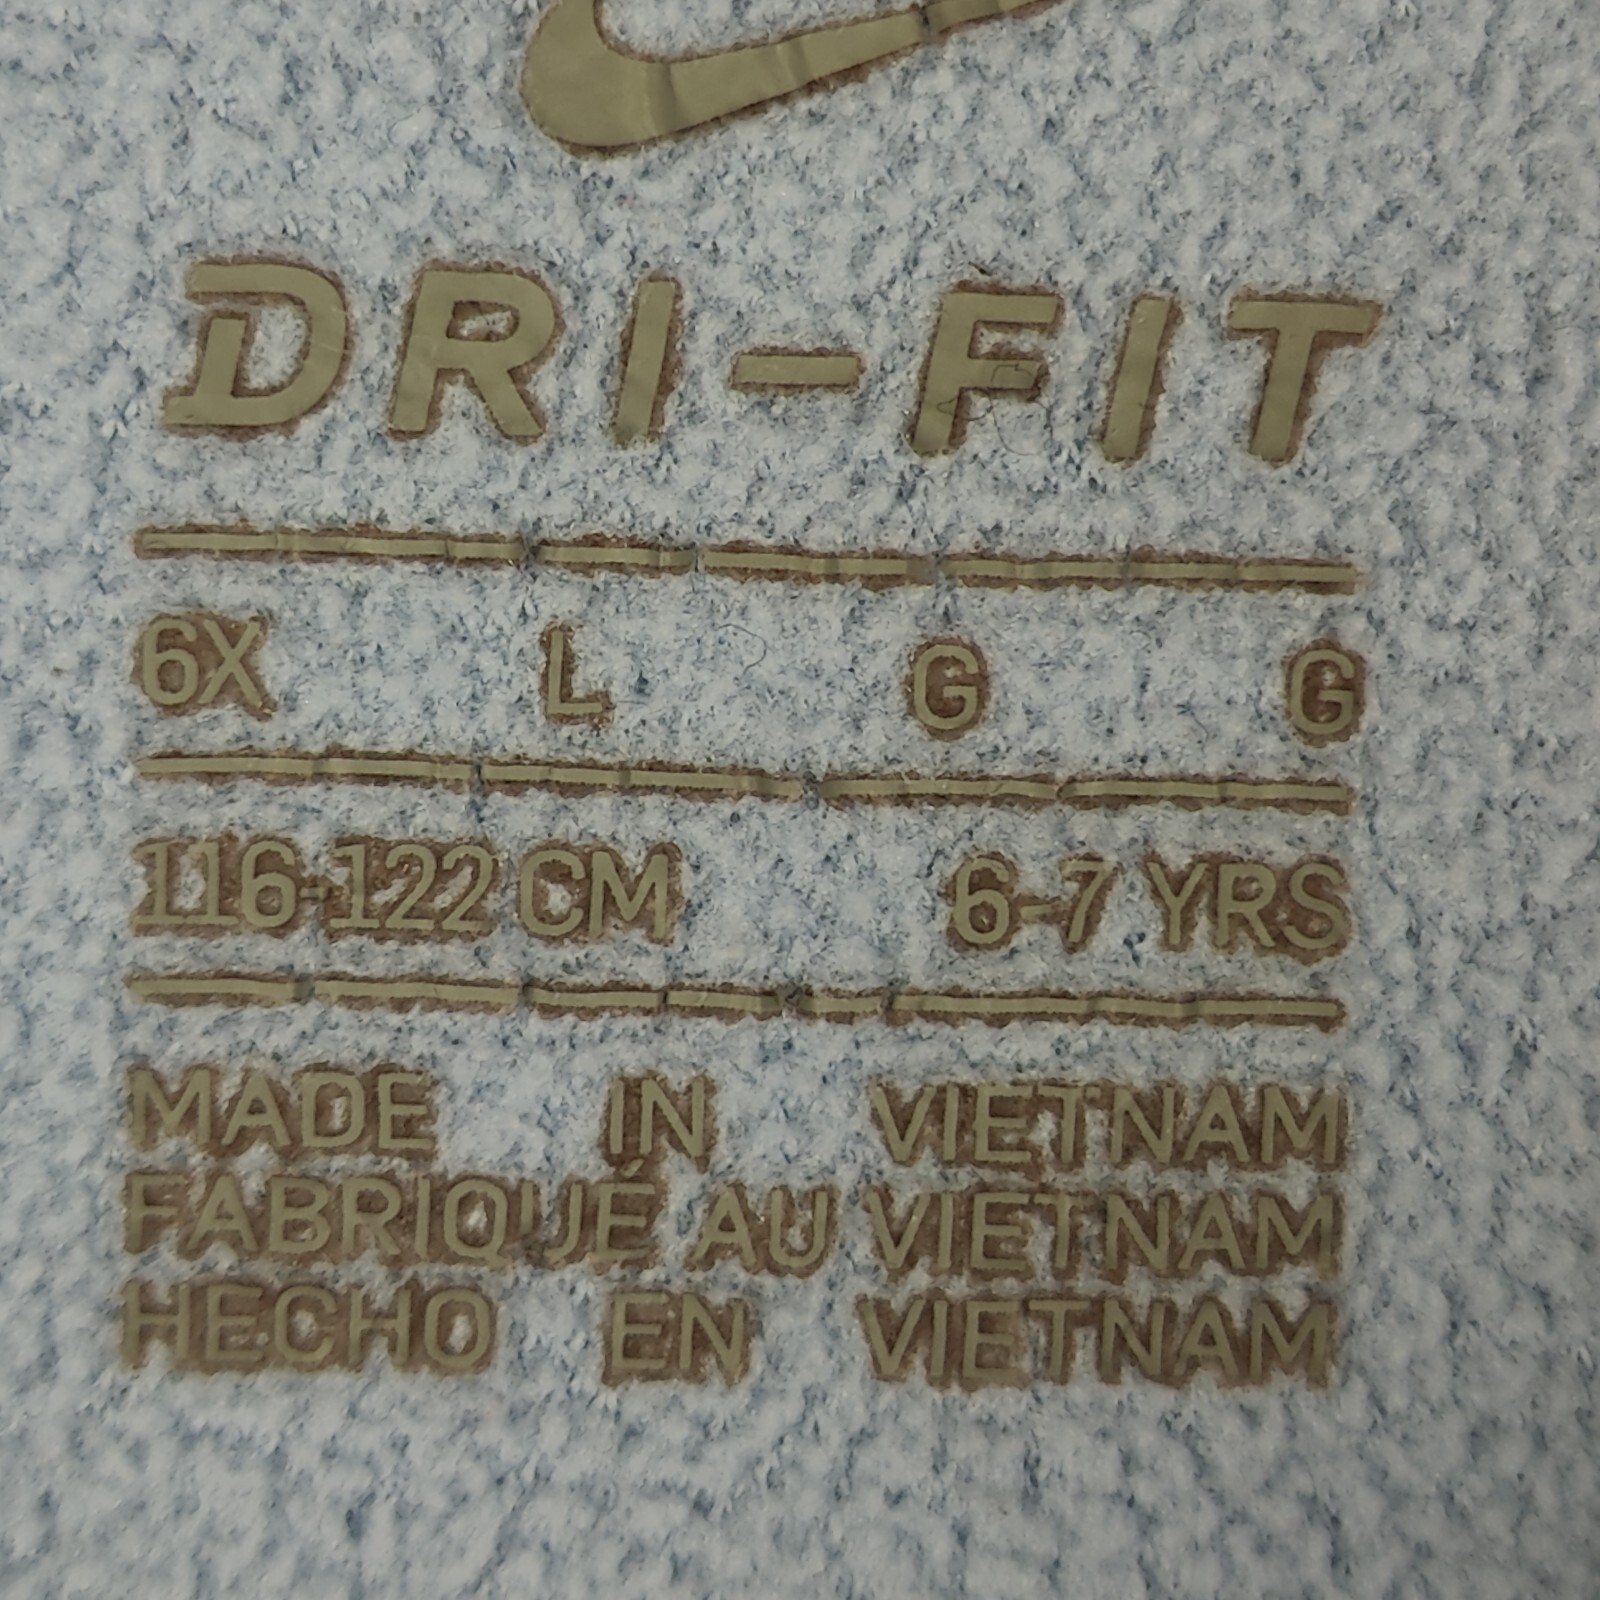 DRI-FIT
6X L G G
116-122 CM 6-7 YRS
MADE IN VIETNAM
FABRIQUÉ AU VIETNAM
HECHO EN VIETNAM